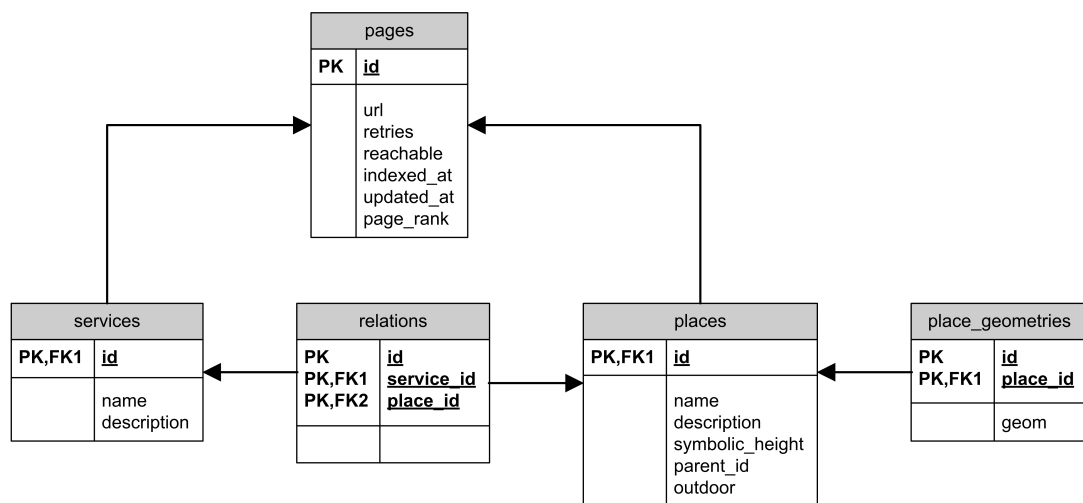 pages
PK id
url
retries
reachable
indexed_at
updated_at
page_rank
services
PK,FK1 id
name
description
relations
PK id
PK,FK1 service_id
PK,FK2 place_id
places
PK,FK1 id
name
description
symbolic_height
parent_id
outdoor
place_geometries
PK id
PK,FK1 place_id
geom